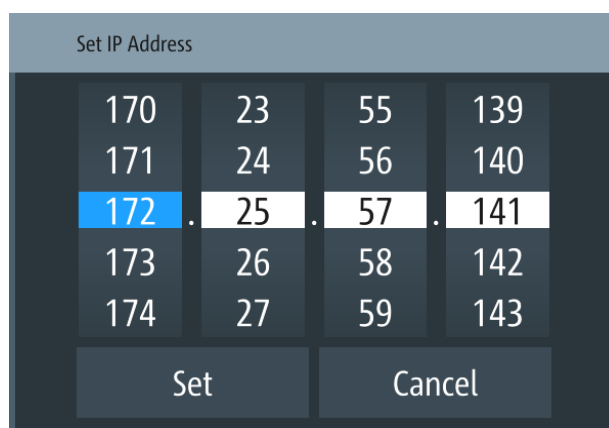 Set IP Address
170 23 55 139
171 24 56 140
172 . 25 . 57 . 141
173 26 58 142
174 27 59 143
Set Cancel